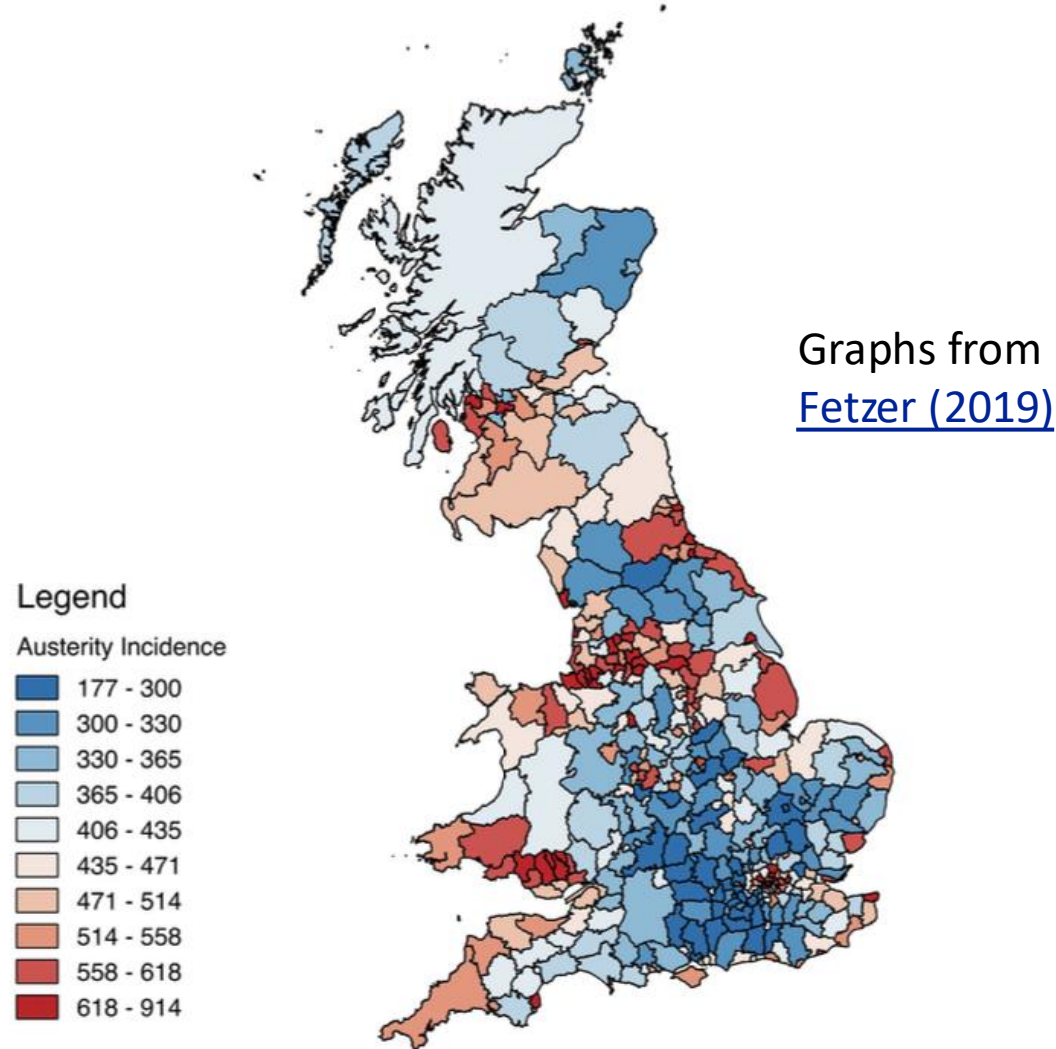 Graphs from
Fetzer (2019)
Legend
Austerity Incidence
177 - 300
300 - 330
330 - 365
365 - 406
406 - 435
435 - 471
471 - 514
514 - 558
558 - 618
618 - 914